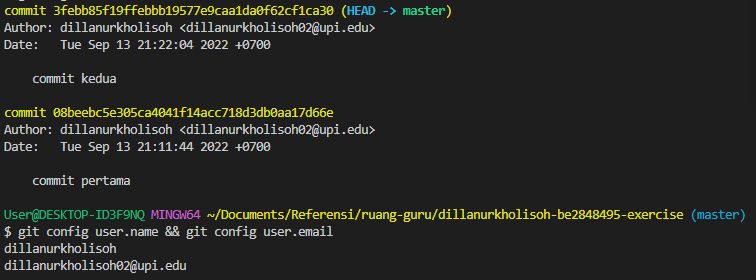 commit 3febb85f19ffebbb19577e9caa1da0f62cf1ca30 (HEAD -> master)
Author: dillanurkholisoh <dillanurkholisoh02@upi.edu>
Date:   Tue Sep 13 21:22:04 2022 +0700
commit kedua
commit 08beebc5e305ca4041f14acc718d3db0aa17d66e
Author: dillanurkholisoh <dillanurkholisoh02@upi.edu>
Date:   Tue Sep 13 21:11:44 2022 +0700
commit pertama
User@DESKTOP-ID3F9NQ MINGW64 ~/Documents/Referensi/ruang-guru/dillanurkholisoh-be2848495-exercise (master)
$ git config user.name && git config user.email
dillanurkholisoh
dillanurkholisoh02@upi.edu